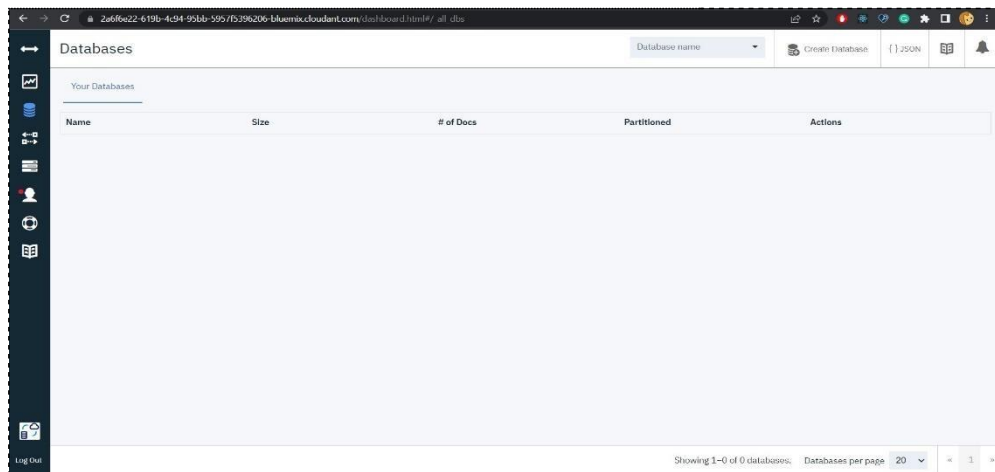 2a6f6e22-619b-4c94-95bb-5957f5396206-bluemix.cloudant.com/dashboard.html#/_all_dbs
Databases
Database name
Create Database
{ } JSON
Your Databases
Name Size # of Docs Partitioned Actions
Log Out
Showing 1–0 of 0 databases. Databases per page 20 « 1 »